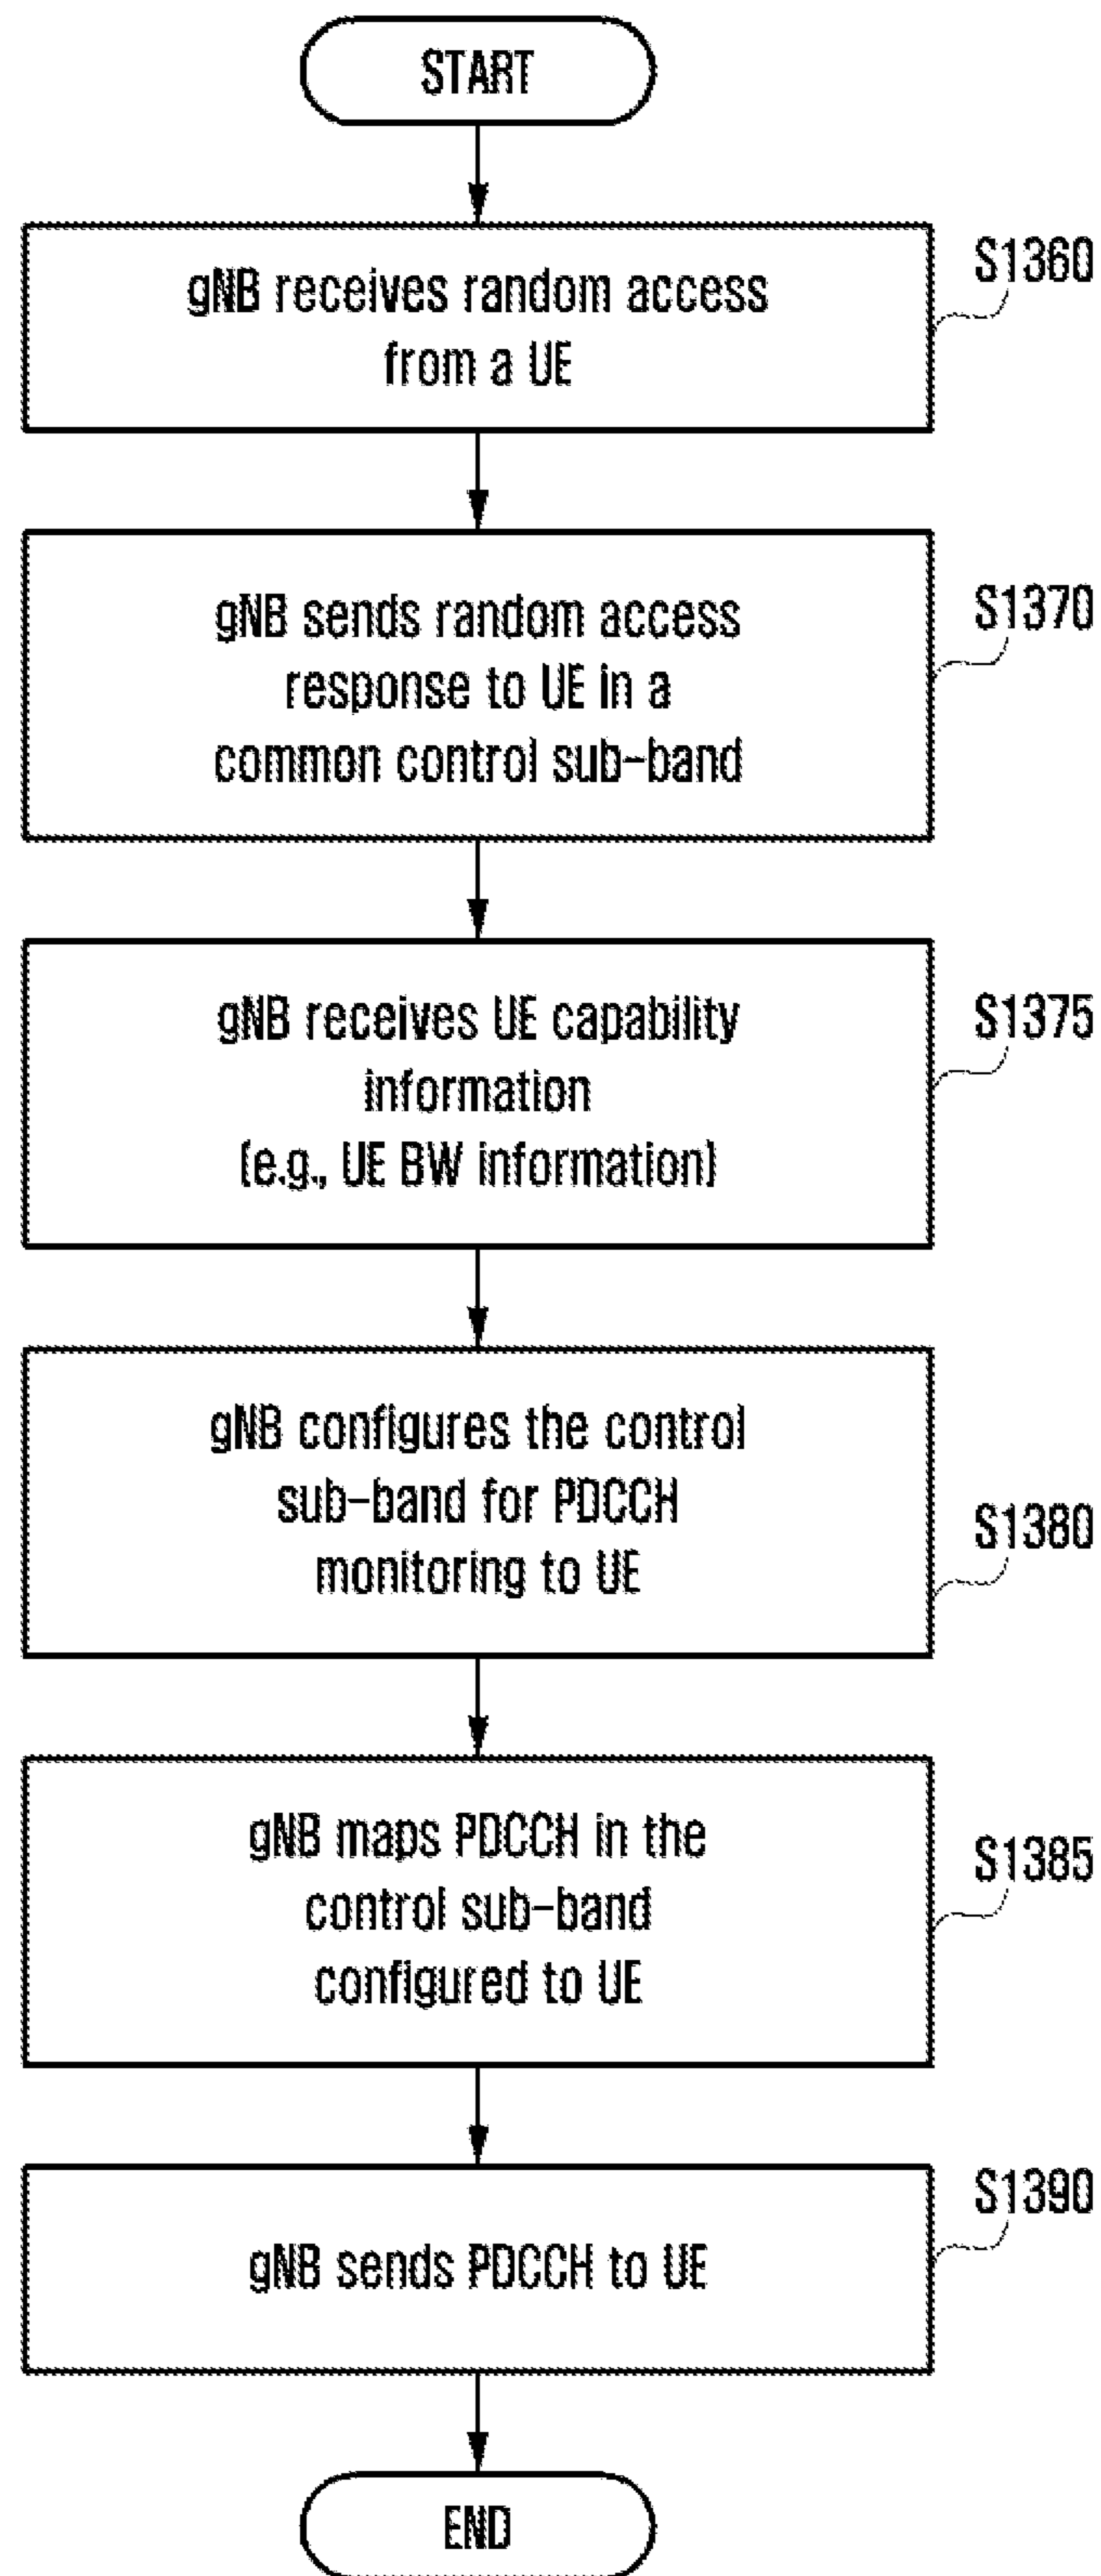 START
gNB receives random access
from a UE
S1360
gNB sends random access
response to UE in a
common control sub-band
S1370
gNB receives UE capability
information
(e.g., UE BW information)
S1375
gNB configures the control
sub-band for PDCCH
monitoring to UE
S1380
gNB maps PDCCH in the
control sub-band
configured to UE
S1385
gNB sends PDCCH to UE
S1390
END